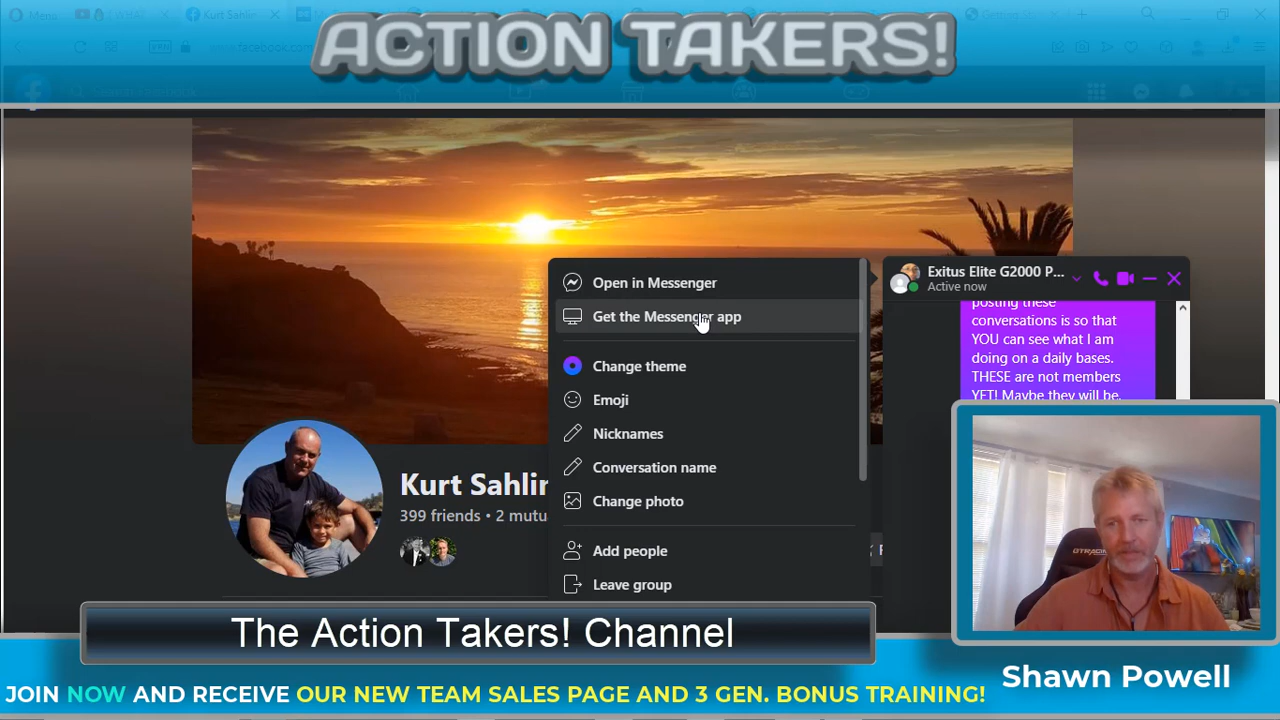 Menu
Kurt Sahlin
ACTION TAKERS!
Open in Messenger
Get the Messenger app
Change theme
Emoji
Nicknames
Conversation name
Change photo
Add people
Leave group
Exitus Elite G2000 P...
Active now
posting these
conversations is so that
YOU can see what I am
doing on a daily bases.
THESE are not members
YET! Maybe they will be.
Kurt Sahlin
399 friends • 2 mutu
The Action Takers! Channel
Shawn Powell
JOIN NOW AND RECEIVE OUR NEW TEAM SALES PAGE AND 3 GEN. BONUS TRAINING!